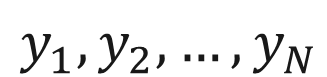 y₁, y₂, ..., y_N